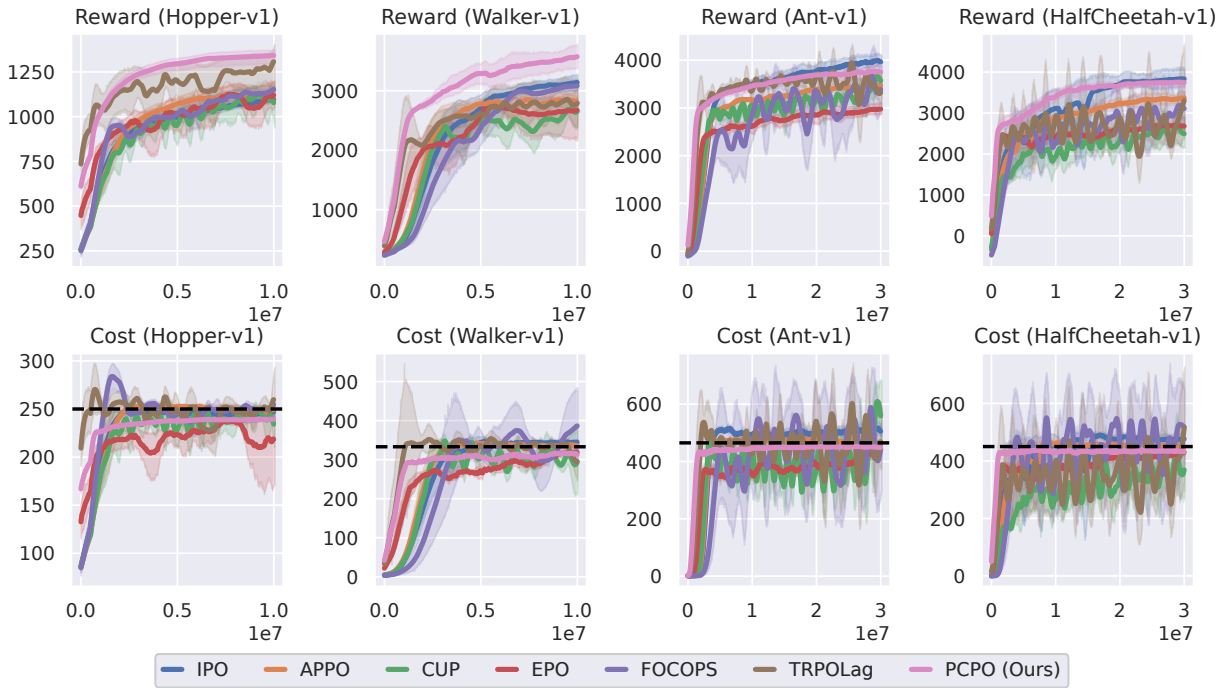 Reward (Hopper-v1) Reward (Walker-v1) Reward (Ant-v1) Reward (HalfCheetah-v1)
1250
1000
750
500
250
0.0 0.5 1.0
1e7
3000
2000
1000
0.0 0.5 1.0
1e7
4000
3000
2000
1000
0
0 1 2 3
1e7
4000
3000
2000
1000
0
0 1 2 3
1e7
Cost (Hopper-v1) Cost (Walker-v1) Cost (Ant-v1) Cost (HalfCheetah-v1)
300
250
200
150
100
0.0 0.5 1.0
1e7
500
400
300
200
100
0
0.0 0.5 1.0
1e7
600
400
200
0
0 1 2 3
1e7
600
400
200
0
0 1 2 3
1e7
IPO APPO CUP EPO FOCOPS TRPOLag PCPO (Ours)